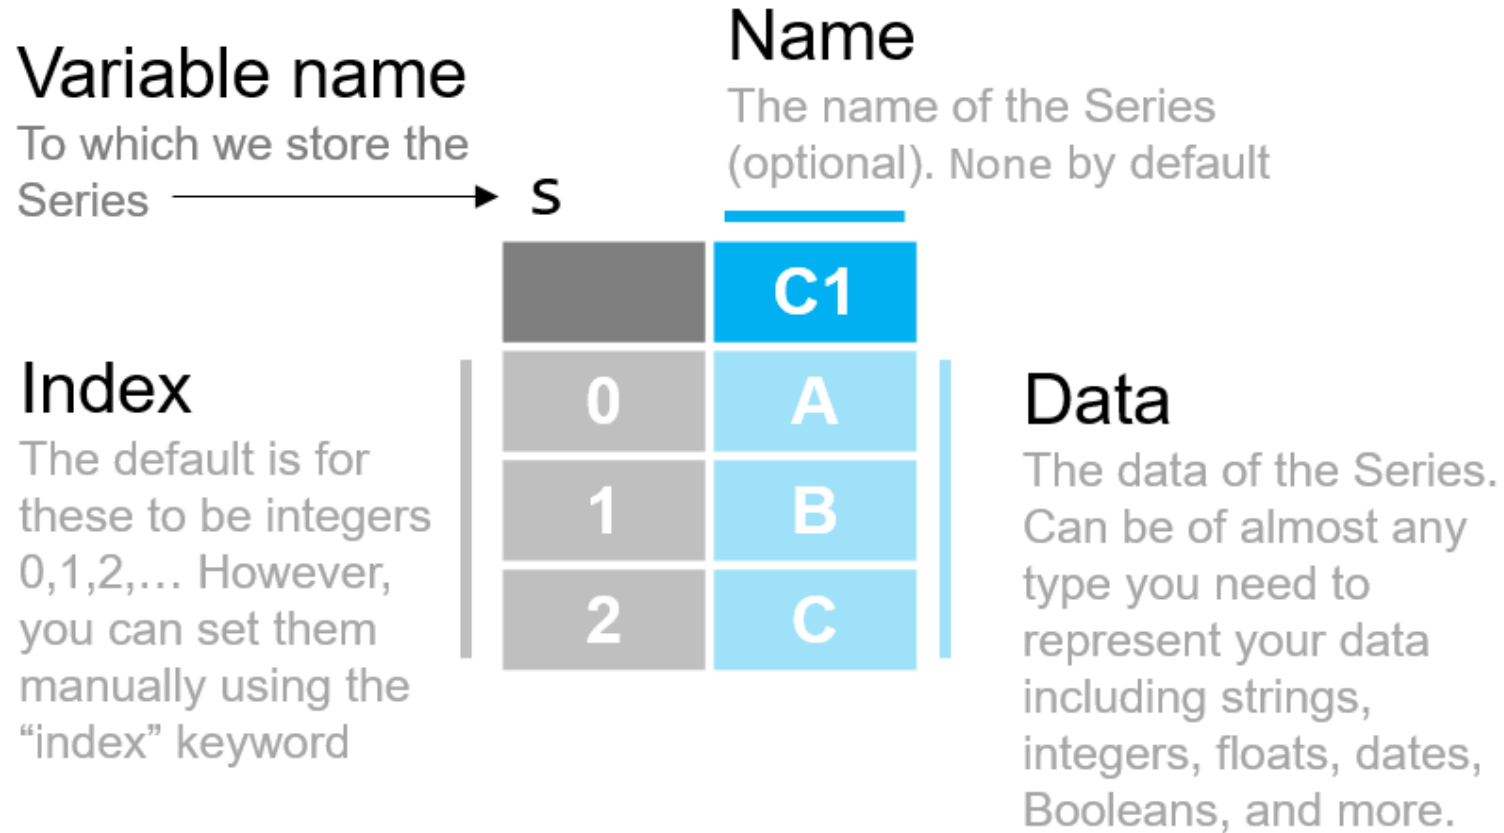 Variable name
To which we store the
Series
s
Name
The name of the Series
(optional). None by default
C1
Index
The default is for
these to be integers
0,1,2,… However,
you can set them
manually using the
“index” keyword
0 A
1 B
2 C
Data
The data of the Series.
Can be of almost any
type you need to
represent your data
including strings,
integers, floats, dates,
Booleans, and more.